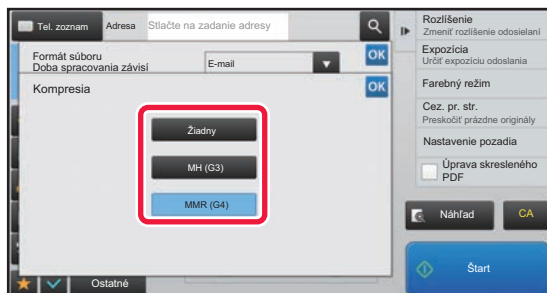 Tel. zoznam
Adresa
Stlačte na zadanie adresy
Formát súboru
Doba spracovania závisí
E-mail
OK
Kompresia
OK
Žiadny
MH (G3)
MMR (G4)
Ostatné
Rozlíšenie
Zmeniť rozlíšenie odosielaní
Expozícia
Určiť expozíciu odoslania
Farebný režim
Cez. pr. str.
Preskočiť prázdne originály
Nastavenie pozadia
Úprava skresleného
PDF
Náhľad
CA
Štart